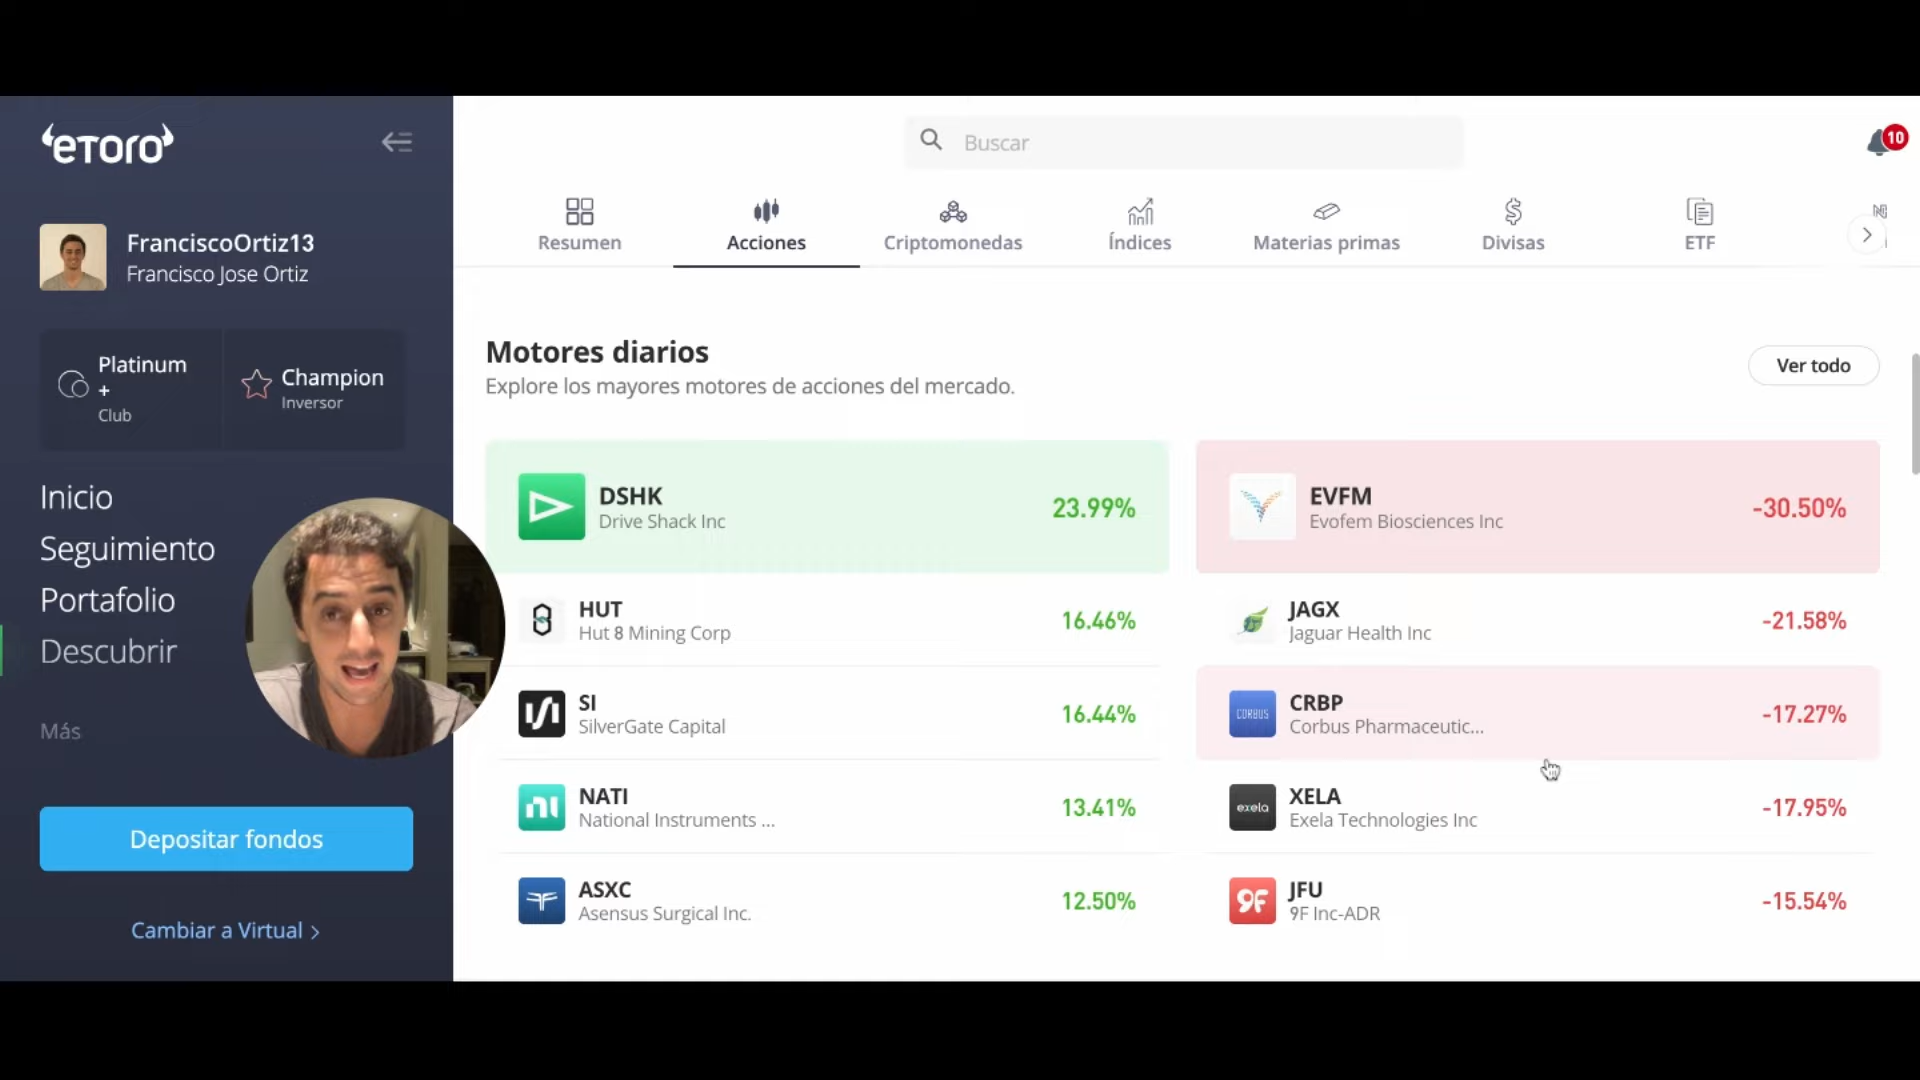 eToro
Buscar
10
Resumen
Acciones
Criptomonedas
Índices
Materias primas
Divisas
ETF
FranciscoOrtiz13
Francisco Jose Ortiz
Platinum
+
Club
Champion
Inversor
Inicio
Seguimiento
Portafolio
Descubrir
Más
Depositar fondos
Cambiar a Virtual >
Motores diarios
Explore los mayores motores de acciones del mercado.
Ver todo
DSHK
Drive Shack Inc
23.99%
HUT
Hut 8 Mining Corp
16.46%
SI
SilverGate Capital
16.44%
NATI
National Instruments ...
13.41%
ASXC
Asensus Surgical Inc.
12.50%
EVFM
Evofem Biosciences Inc
-30.50%
JAGX
Jaguar Health Inc
-21.58%
CORBUS
CRBP
Corbus Pharmaceutic...
-17.27%
exela
XELA
Exela Technologies Inc
-17.95%
9F
JFU
9F Inc-ADR
-15.54%